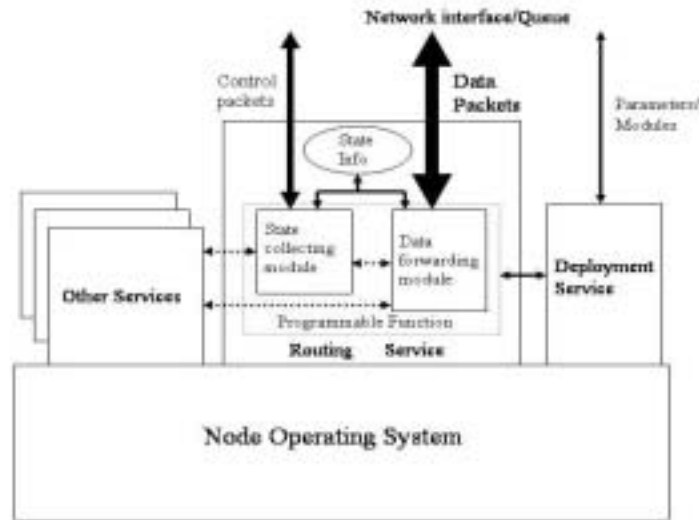 Network interface/Queue
Control
packets
Data
Packets
Parameters/
Modules
State
Info
State
collecting
module
Data
forwarding
module
Other Services
Deployment
Service
Programmable Function
Routing Service
Node Operating System